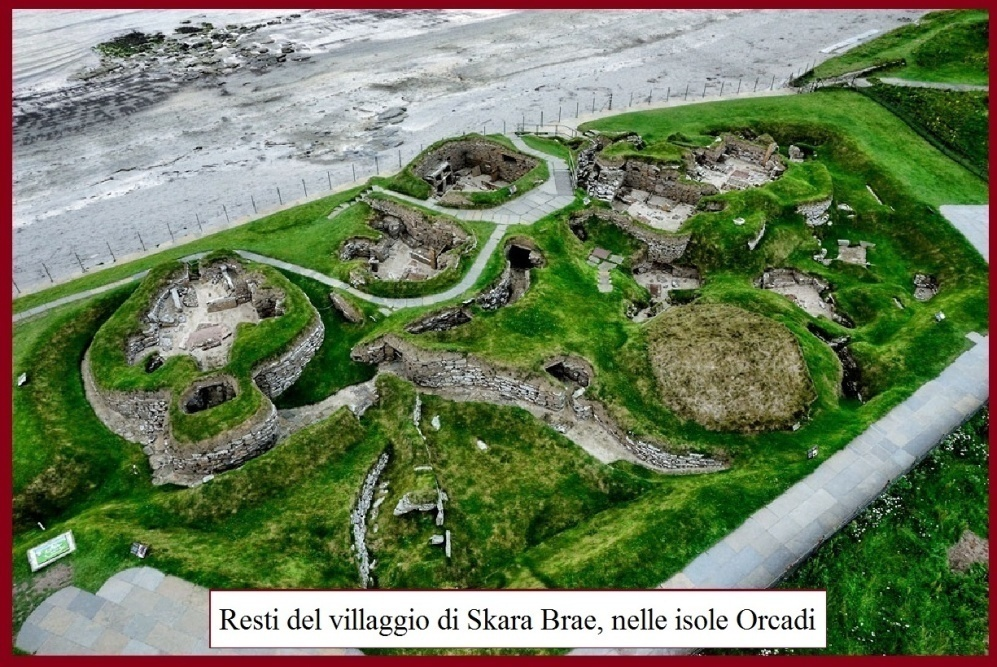 Resti del villaggio di Skara Brae, nelle isole Orcadi